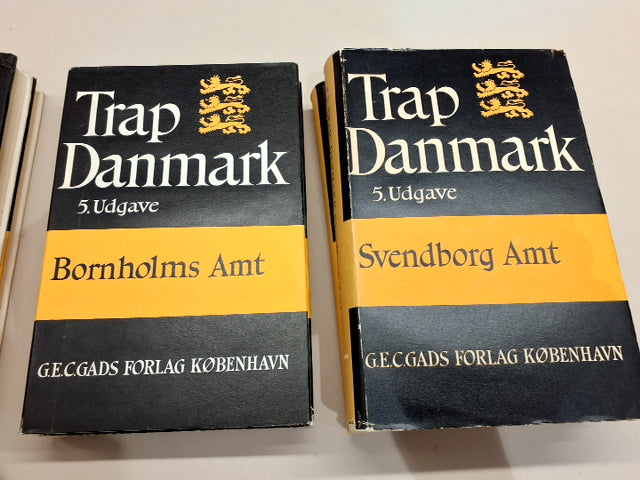 Trap
Danmark
5. Udgave
Bornholms Amt
G.E.C.GADS FORLAG KØBENHAVN
Trap
Danmark
5. Udgave
Svendborg Amt
G.E.C.GADS FORLAG KØBENHAVN